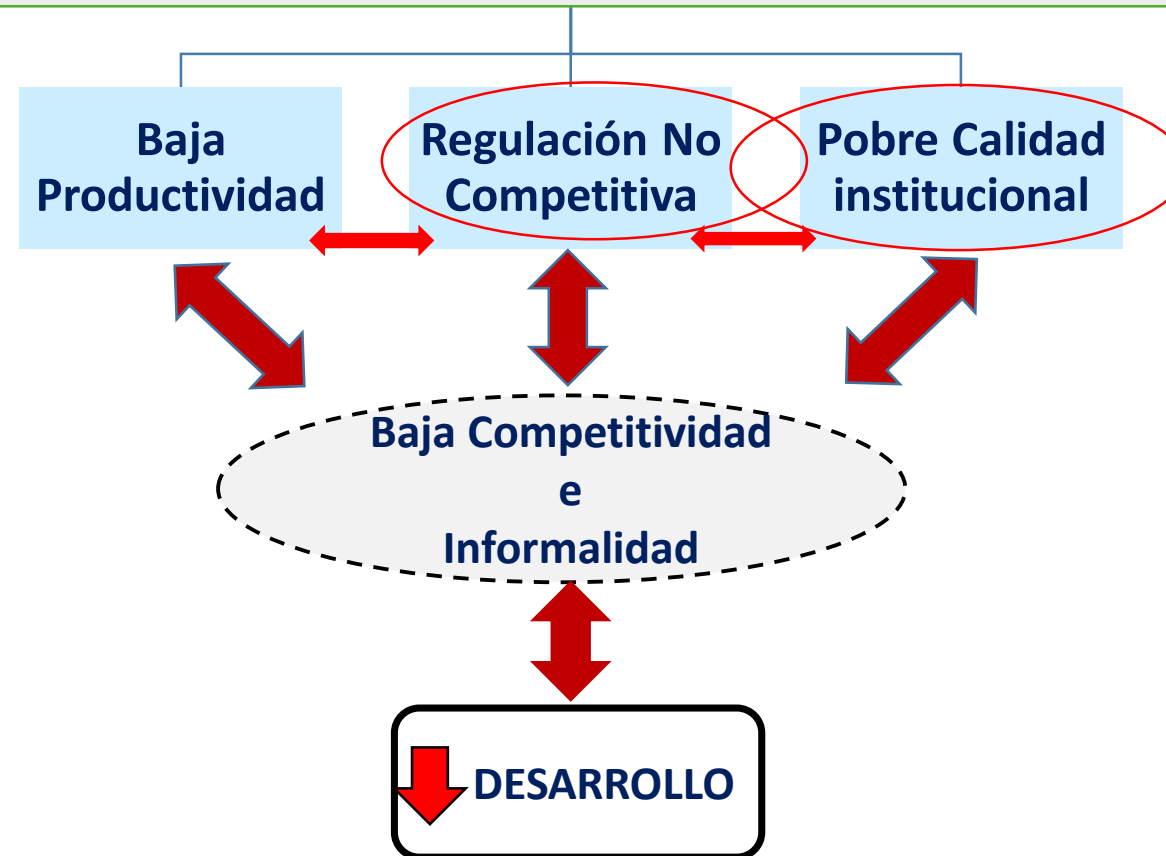 Baja
Productividad
Regulación No
Competitiva
Pobre Calidad
institucional
Baja Competitividad
e
Informalidad
DESARROLLO